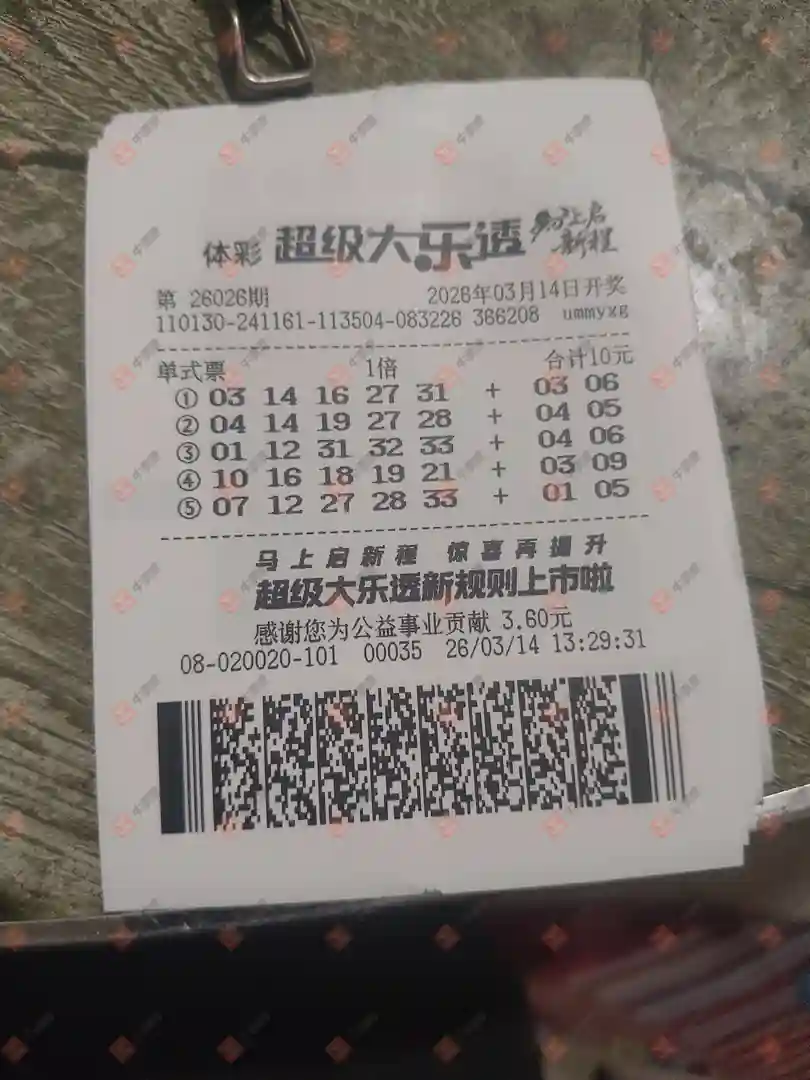 体彩 超级大乐透 马上启新程
第 26026期 2026年03月14日开奖
110130-241161-113504-083226 366208 ummyxg
单式票 1倍 合计10元
① 03 14 16 27 31 + 03 06
② 04 14 19 27 28 + 04 05
③ 01 12 31 32 33 + 04 06
④ 10 16 18 19 21 + 03 09
⑤ 07 12 27 28 33 + 01 05
马上启新程 惊喜再提升
超级大乐透新规则上市啦
感谢您为公益事业贡献 3.60元
08-020020-101 00035 26/03/14 13:29:31